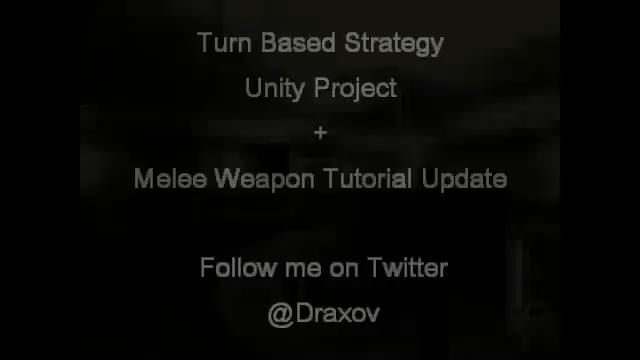 Turn Based Strategy
Unity Project
+
Melee Weapon Tutorial Update
Follow me on Twitter
@Draxov